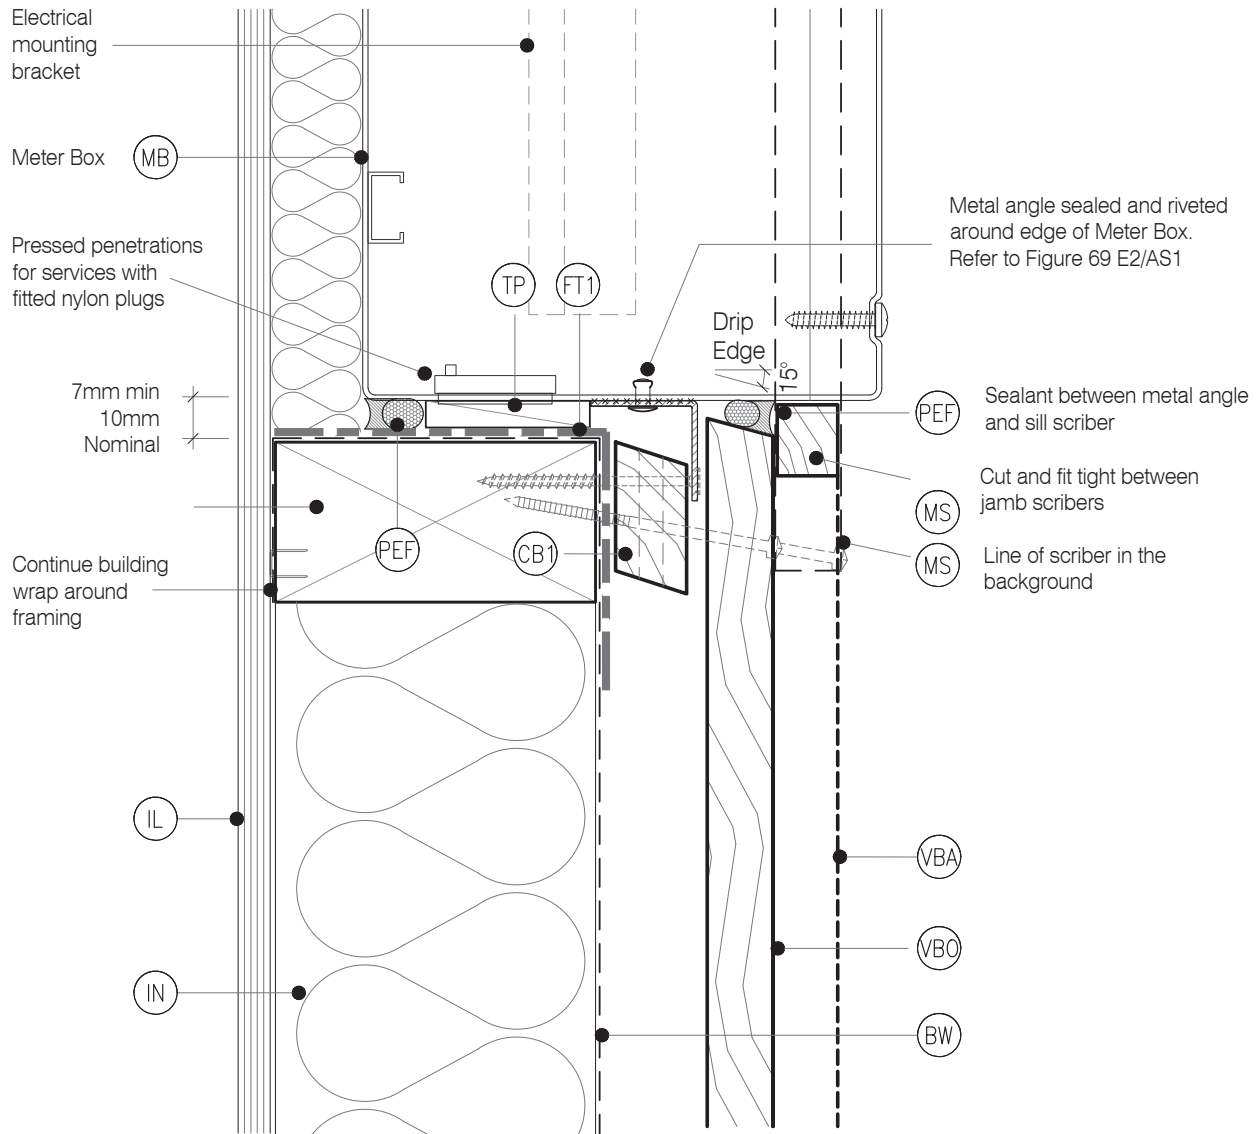 Electrical
mounting
bracket
Meter Box
MB
Pressed penetrations
for services with
fitted nylon plugs
TP
FT1
Metal angle sealed and riveted
around edge of Meter Box.
Refer to Figure 69 E2/AS1
Drip
Edge
15°
7mm min
10mm
Nominal
PEF
Sealant between metal angle
and sill scriber
Cut and fit tight between
jamb scribers
MS
PEF
CB1
MS
Line of scriber in the
background
Continue building
wrap around
framing
IL
VBA
VBO
IN
BW